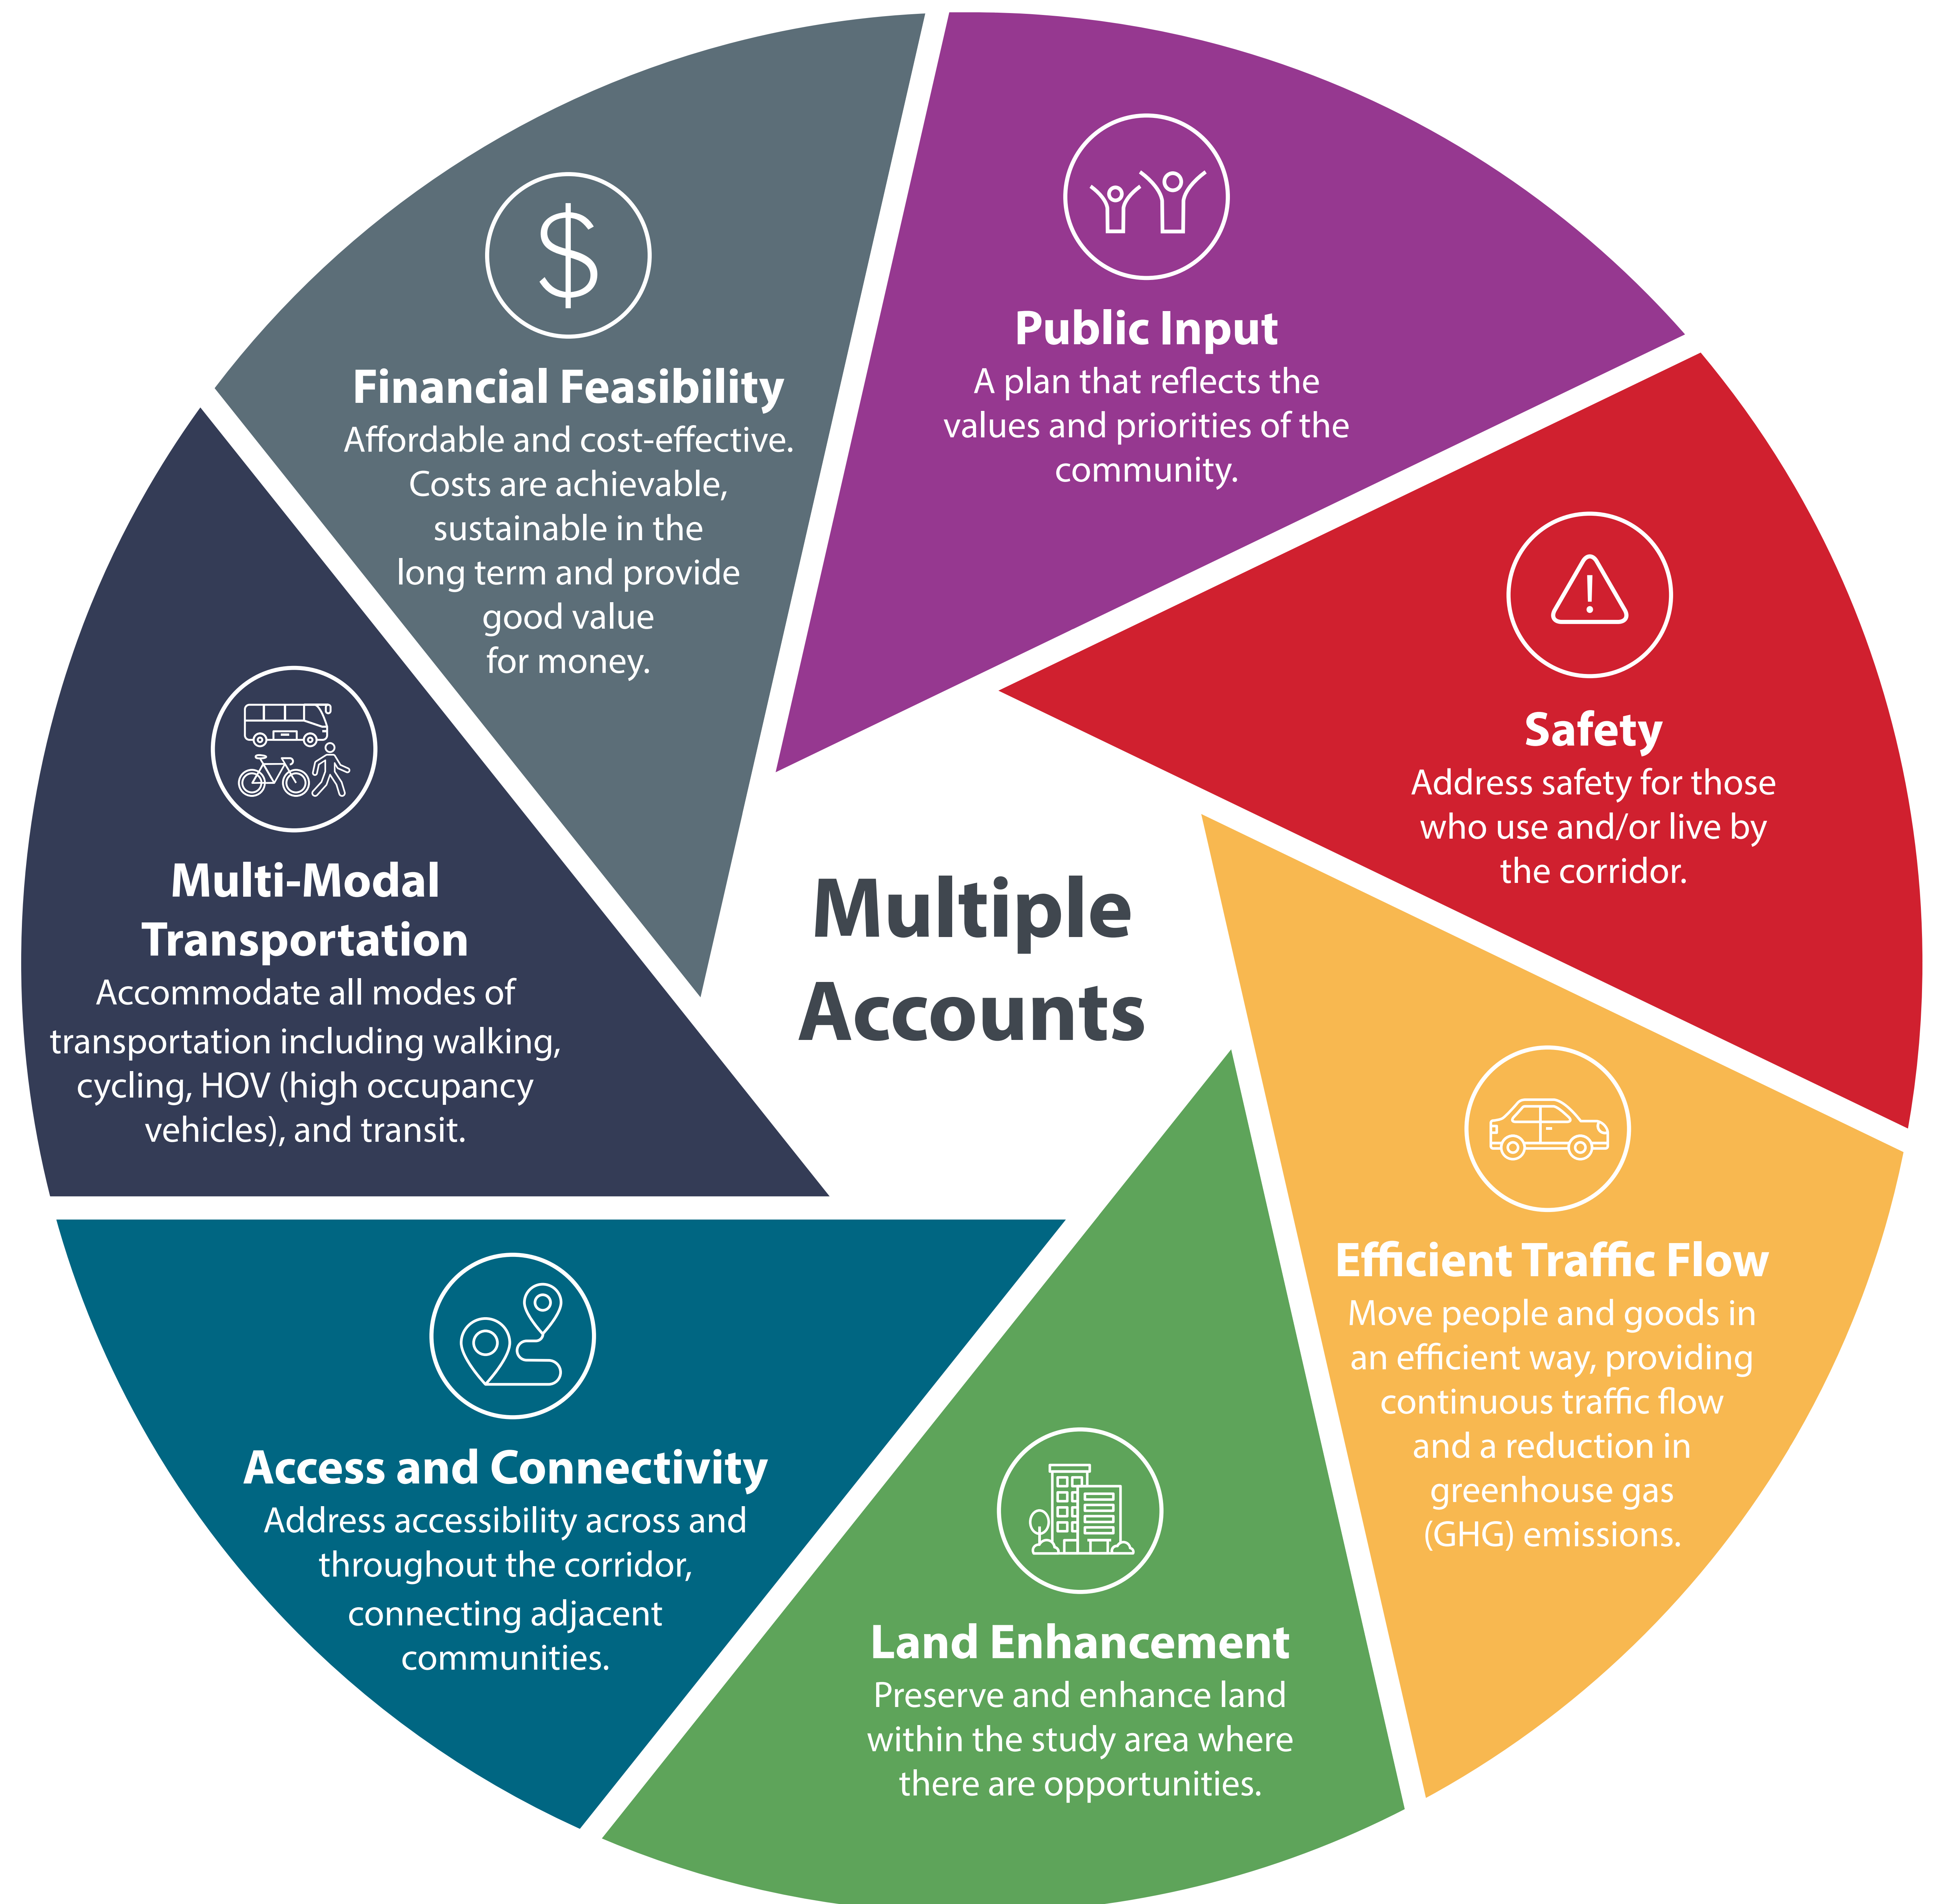 Financial Feasibility
Affordable and cost-effective.
Costs are achievable,
sustainable in the
long term and provide
good value
for money.
Public Input
A plan that reflects the
values and priorities of the
community.
Safety
Address safety for those
who use and/or live by
the corridor.
Multi-Modal
Transportation
Accommodate all modes of
transportation including walking,
cycling, HOV (high occupancy
vehicles), and transit.
Multiple
Accounts
Efficient Traffic Flow
Move people and goods in
an efficient way, providing
continuous traffic flow
and a reduction in
greenhouse gas
(GHG) emissions.
Access and Connectivity
Address accessibility across and
throughout the corridor,
connecting adjacent
communities.
Land Enhancement
Preserve and enhance land
within the study area where
there are opportunities.